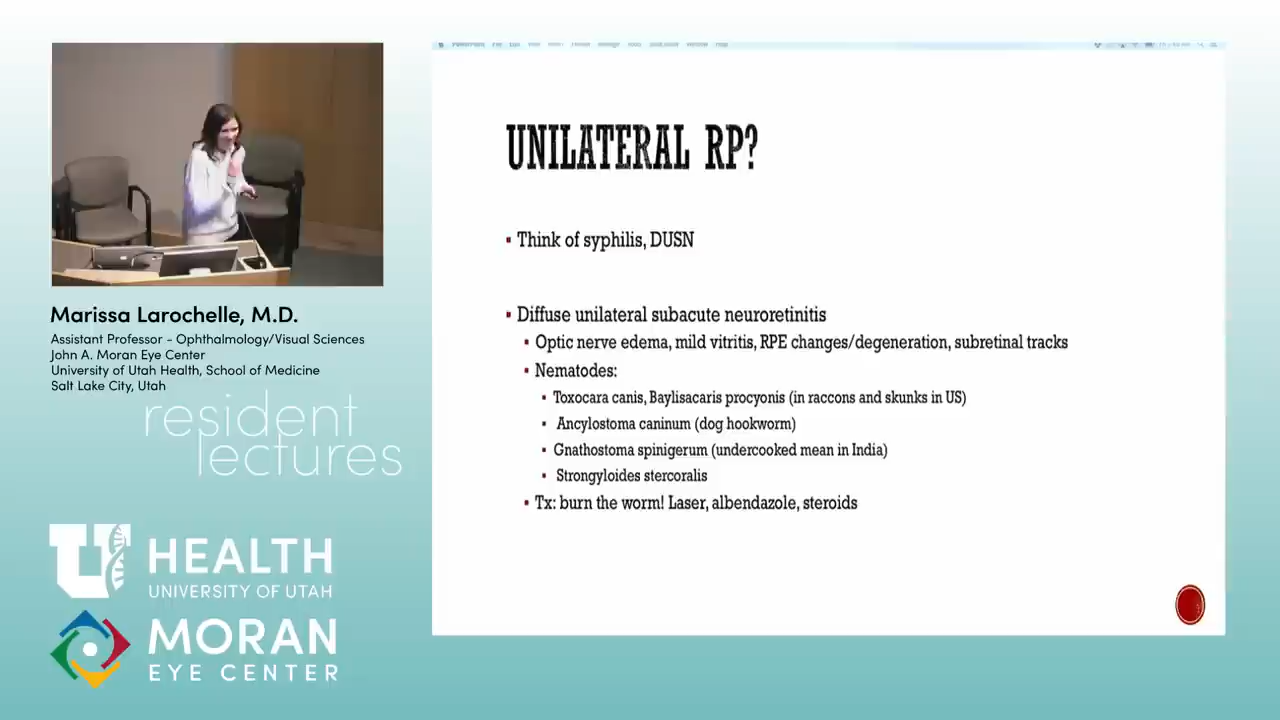 UNILATERAL RP?
▪ Think of syphilis, DUSN
▪ Diffuse unilateral subacute neuroretinitis
▪ Optic nerve edema, mild vitritis, RPE changes/degeneration, subretinal tracks
▪ Nematodes:
▪ Toxocara canis, Baylisacaris procyonis (in raccons and skunks in US)
▪ Ancylostoma caninum (dog hookworm)
▪ Gnathostoma spinigerum (undercooked mean in India)
▪ Strongyloides stercoralis
▪ Tx: burn the worm! Laser, albendazole, steroids
Marissa Larochelle, M.D.
Assistant Professor - Ophthalmology/Visual Sciences
John A. Moran Eye Center
University of Utah Health, School of Medicine
Salt Lake City, Utah
resident
lectures
U HEALTH
UNIVERSITY OF UTAH
MORAN
EYE CENTER